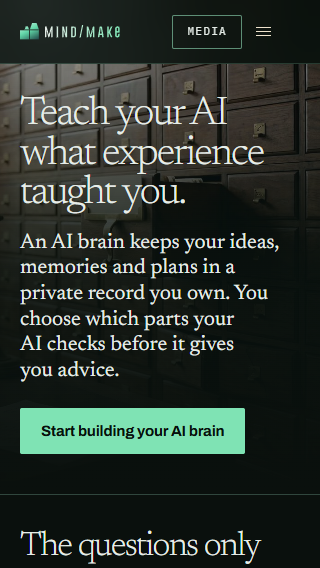 MIND/MAKE
MEDIA
Teach your AI
what experience
taught you.
An AI brain keeps your ideas,
memories and plans in a
private record you own. You
choose which parts your
AI checks before it gives
you advice.
Start building your AI brain
The questions only